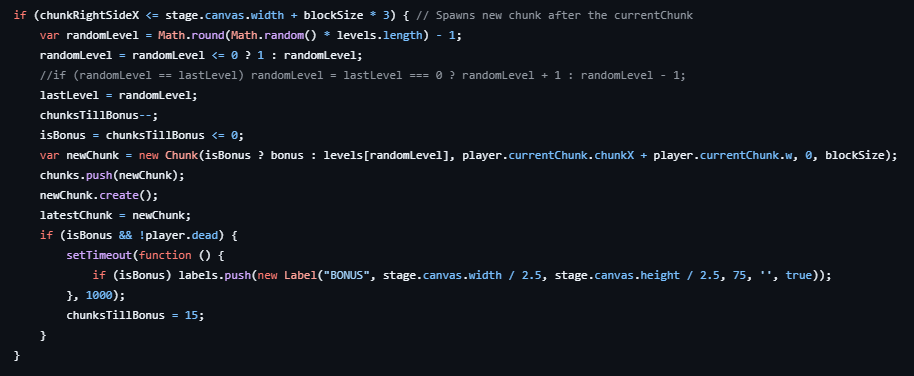 if (chunkRightSideX <= stage.canvas.width + blockSize * 3) { // Spawns new chunk after the currentChunk
    var randomLevel = Math.round(Math.random() * levels.length) - 1;
    randomLevel = randomLevel <= 0 ? 1 : randomLevel;
    //if (randomLevel == lastLevel) randomLevel = lastLevel === 0 ? randomLevel + 1 : randomLevel - 1;
    lastLevel = randomLevel;
    chunksTillBonus--;
    isBonus = chunksTillBonus <= 0;
    var newChunk = new Chunk(isBonus ? bonus : levels[randomLevel], player.currentChunk.chunkX + player.currentChunk.w, 0, blockSize);
    chunks.push(newChunk);
    newChunk.create();
    latestChunk = newChunk;
    if (isBonus && !player.dead) {
        setTimeout(function () {
            if (isBonus) labels.push(new Label("BONUS", stage.canvas.width / 2.5, stage.canvas.height / 2.5, 75, '', true));
        }, 1000);
        chunksTillBonus = 15;
    }
}